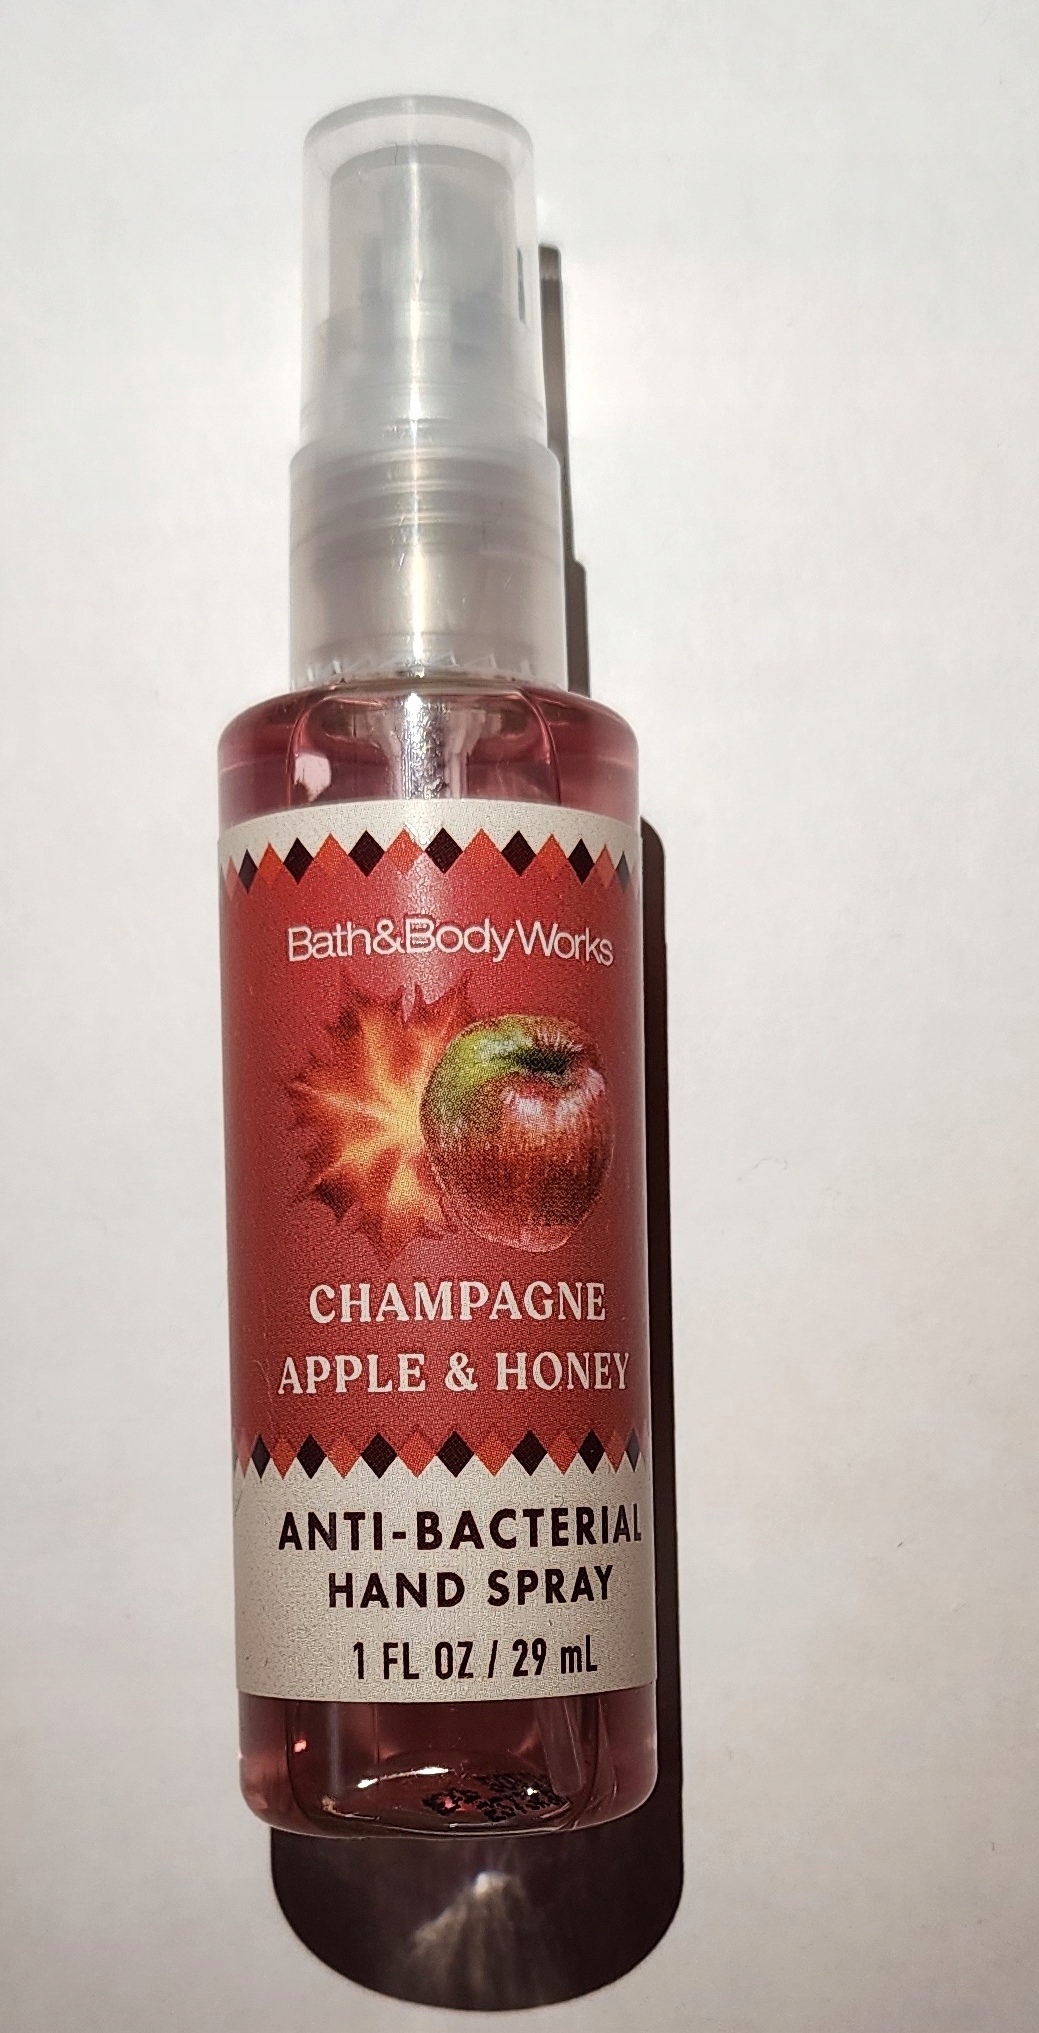 Bath&BodyWorks
CHAMPAGNE
APPLE & HONEY
ANTI-BACTERIAL
HAND SPRAY
1 FL OZ / 29 mL